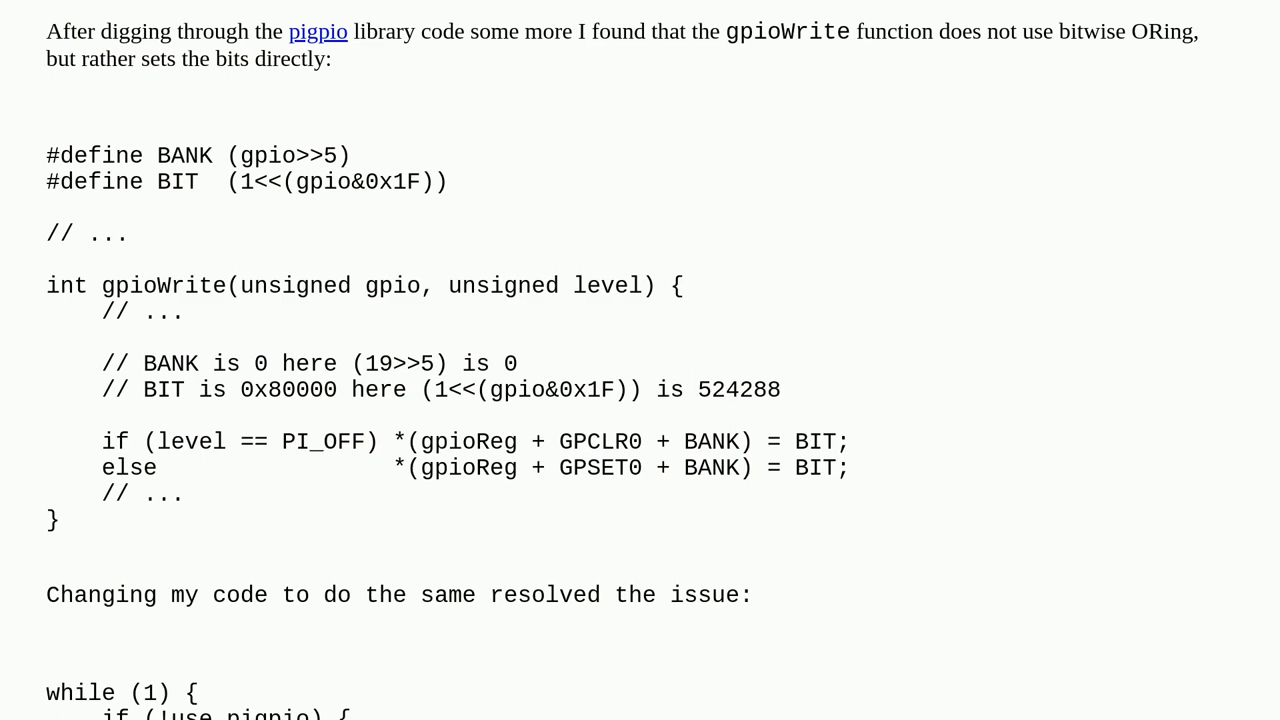 After digging through the pigpio library code some more I found that the gpioWrite function does not use bitwise ORing,
but rather sets the bits directly:
#define BANK (gpio>>5)
#define BIT  (1<<(gpio&0x1F))
// ...
int gpioWrite(unsigned gpio, unsigned level) {
    // ...
    // BANK is 0 here (19>>5) is 0
    // BIT is 0x80000 here (1<<(gpio&0x1F)) is 524288
    if (level == PI_OFF) *(gpioReg + GPCLR0 + BANK) = BIT;
    else                 *(gpioReg + GPSET0 + BANK) = BIT;
    // ...
}
Changing my code to do the same resolved the issue:
while (1) {
    if (!use_pigpio) {